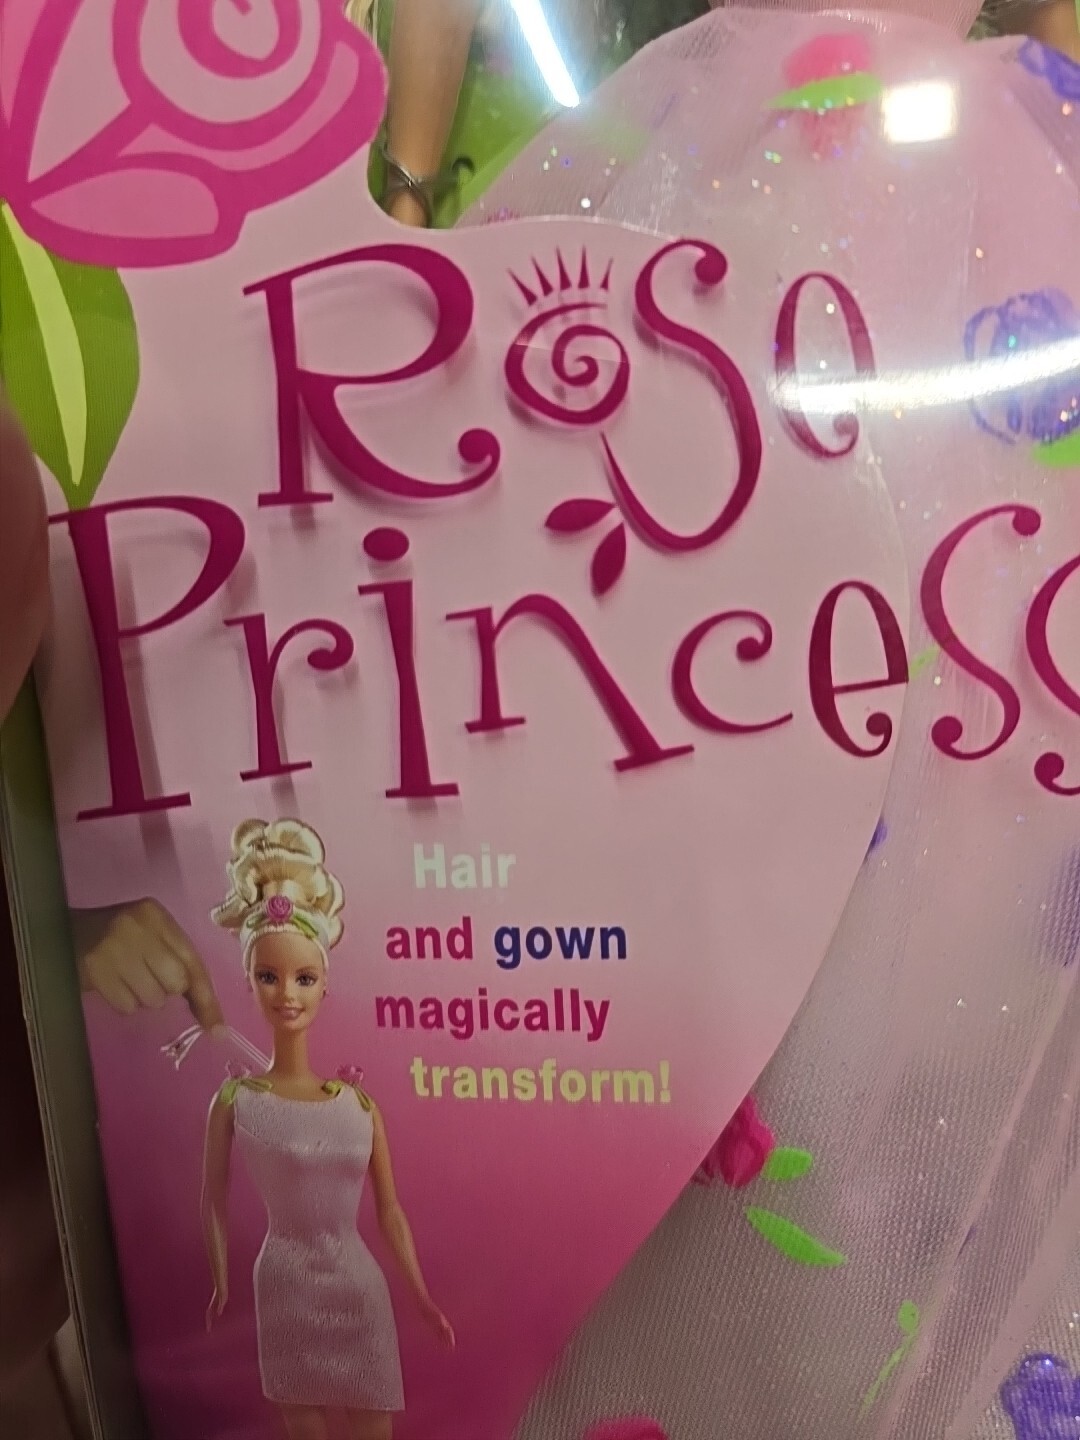 Rose
Princess
Hair
and gown
magically
transform!